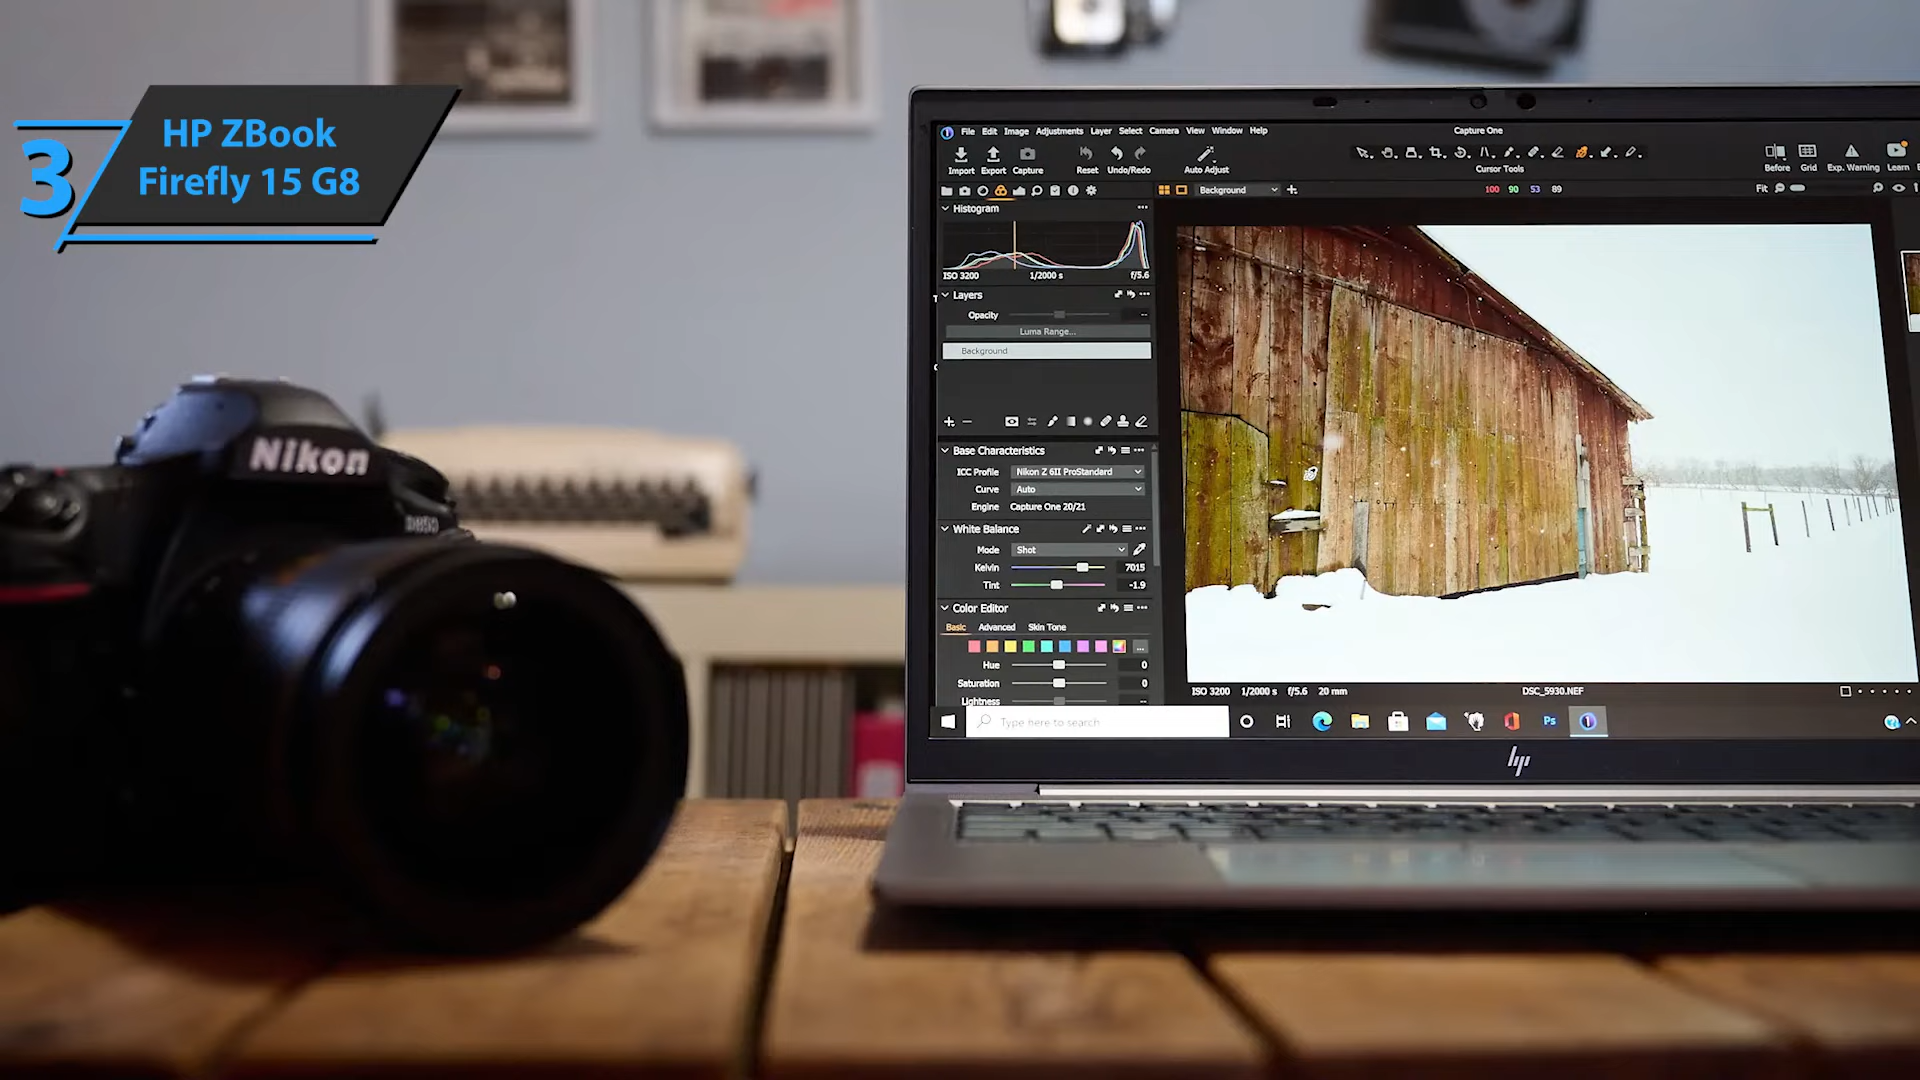 3
HP ZBook
Firefly 15 G8
Nikon
D850
File Edit Image Adjustments Layer Select Camera View Window Help
Capture One
Import Export Capture
Reset Undo/Redo
Auto Adjust
Cursor Tools
Before Grid Exp. Warning Learn
Background
100 90 53 89
Fit
Histogram
ISO 3200 1/2000 s f/5.6
Layers
Opacity
Luma Range...
Background
Base Characteristics
ICC Profile Nikon Z 6II ProStandard
Curve Auto
Engine Capture One 20/21
White Balance
Mode Shot
Kelvin 7015
Tint -1.9
Color Editor
Basic Advanced Skin Tone
Hue 0
Saturation 0
Lightness
ISO 3200 1/2000 s f/5.6 20 mm
DSC_5930.NEF
Type here to search
Ps
hp